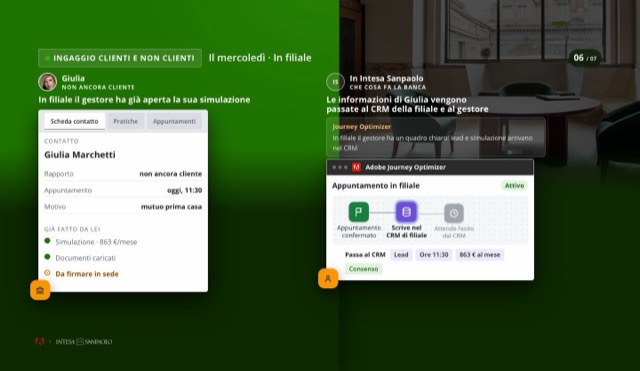 INGAGGIO CLIENTI E NON CLIENTI
Il mercoledì · In filiale
06 / 07
Giulia
NON ANCORA CLIENTE
In filiale il gestore ha già aperta la sua simulazione
Scheda contatto
Pratiche
Appuntamenti
CONTATTO
Giulia Marchetti
Rapporto
non ancora cliente
Appuntamento
oggi, 11:30
Motivo
mutuo prima casa
GIÀ FATTO DA LEI
Simulazione · 863 €/mese
Documenti caricati
Da firmare in sede
IS
In Intesa Sanpaolo
CHE COSA FA LA BANCA
Le informazioni di Giulia vengono
passate al CRM della filiale e al gestore
Journey Optimizer
In filiale il gestore ha un quadro chiaro: lead e simulazione arrivano
nel CRM
Adobe Journey Optimizer
Appuntamento in filiale
Attivo
Appuntamento
confermato
Scrive nel
CRM di filiale
Attende l'esito
dal CRM
Passa al CRM
Lead
Ore 11:30
863 € al mese
Consenso
INTESA SANPAOLO